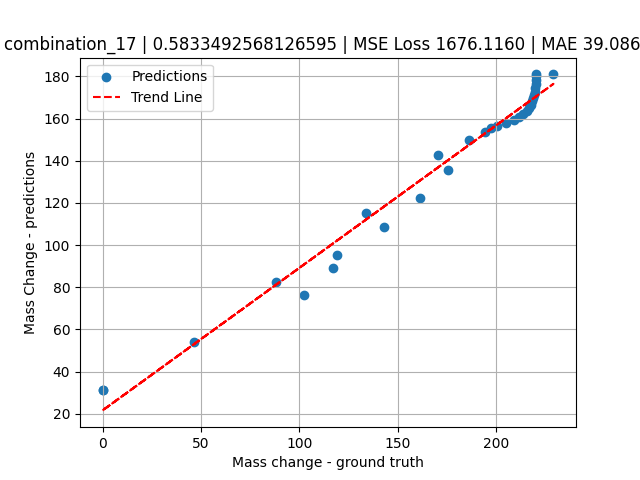 combination_17 | 0.5833492568126595 | MSE Loss 1676.1160 | MAE 39.086
Predictions
Trend Line
Mass Change - predictions
180
160
140
120
100
80
60
40
20
0
50
100
150
200
Mass change - ground truth